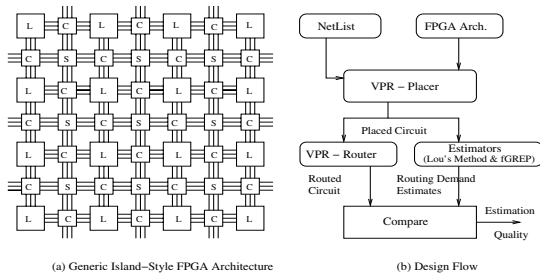 L C L C L C L
C S C S C S C
L C L C L C L
C S C S C S C
L C L C L C L
C S C S C S C
L C L C L C L
(a) Generic Island-Style FPGA Architecture
NetList
FPGA Arch.
VPR - Placer
Placed Circuit
VPR - Router
Estimators
(Lou's Method & fGREP)
Routed
Circuit
Routing Demand
Estimates
Compare
Estimation
Quality
(b) Design Flow